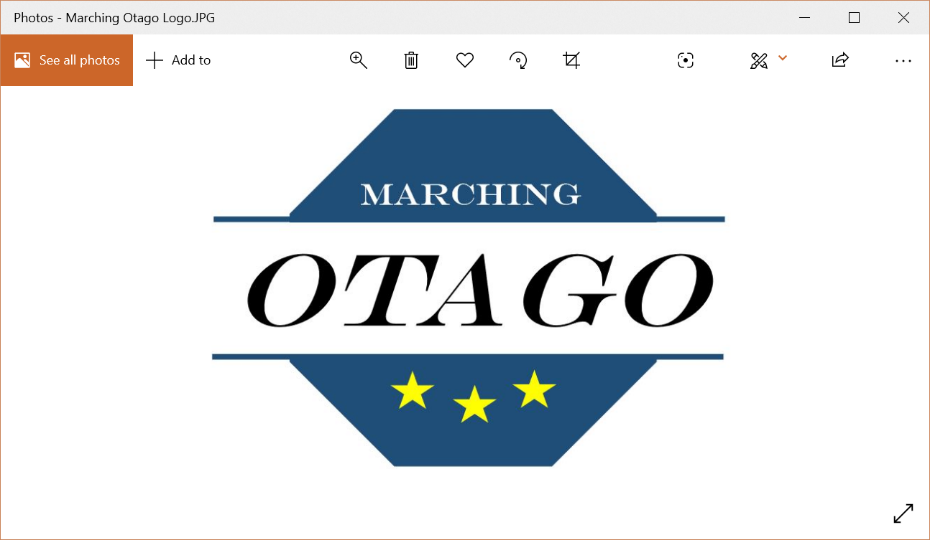 Photos - Marching Otago Logo.JPG
See all photos
Add to
MARCHING
OTAGO